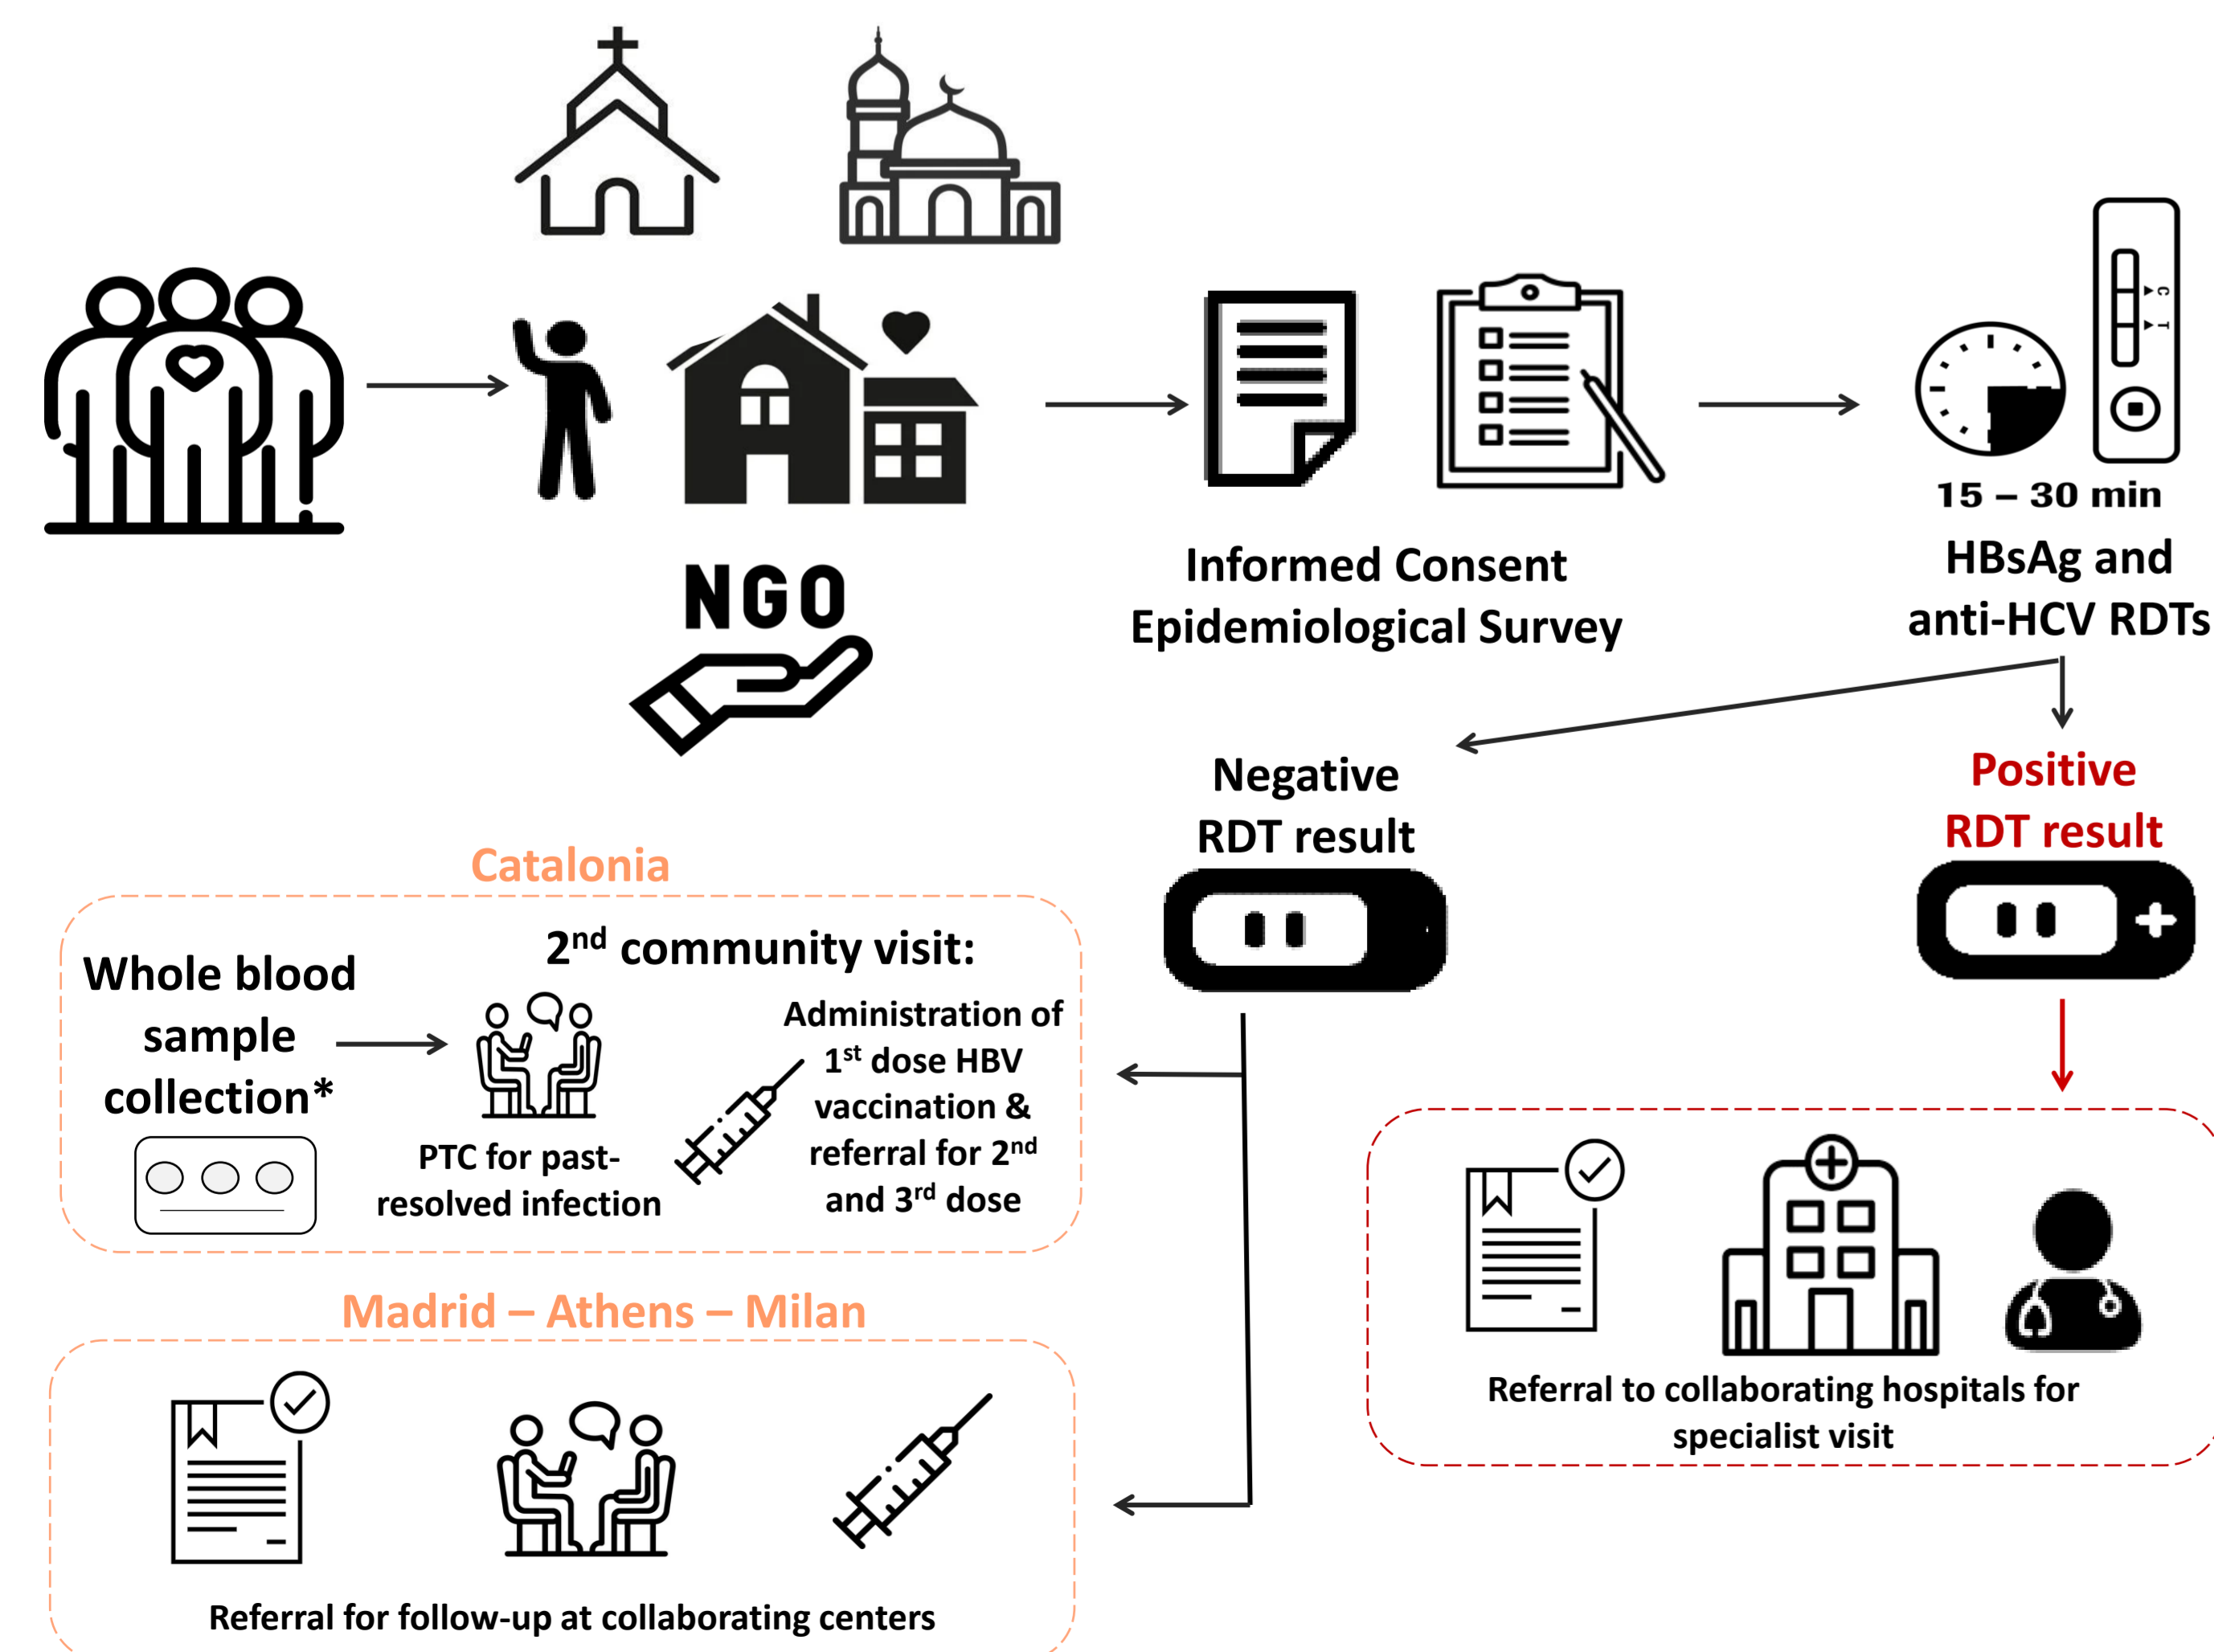 NGO
Informed Consent
Epidemiological Survey
C
T
15 – 30 min
HBsAg and
anti-HCV RDTs
Negative
RDT result
Positive
RDT result
Catalonia
Whole blood
sample
collection*
2nd community visit:
PTC for past-
resolved infection
Administration of
1st dose HBV
vaccination &
referral for 2nd
and 3rd dose
Madrid – Athens – Milan
Referral for follow-up at collaborating centers
Referral to collaborating hospitals for
specialist visit